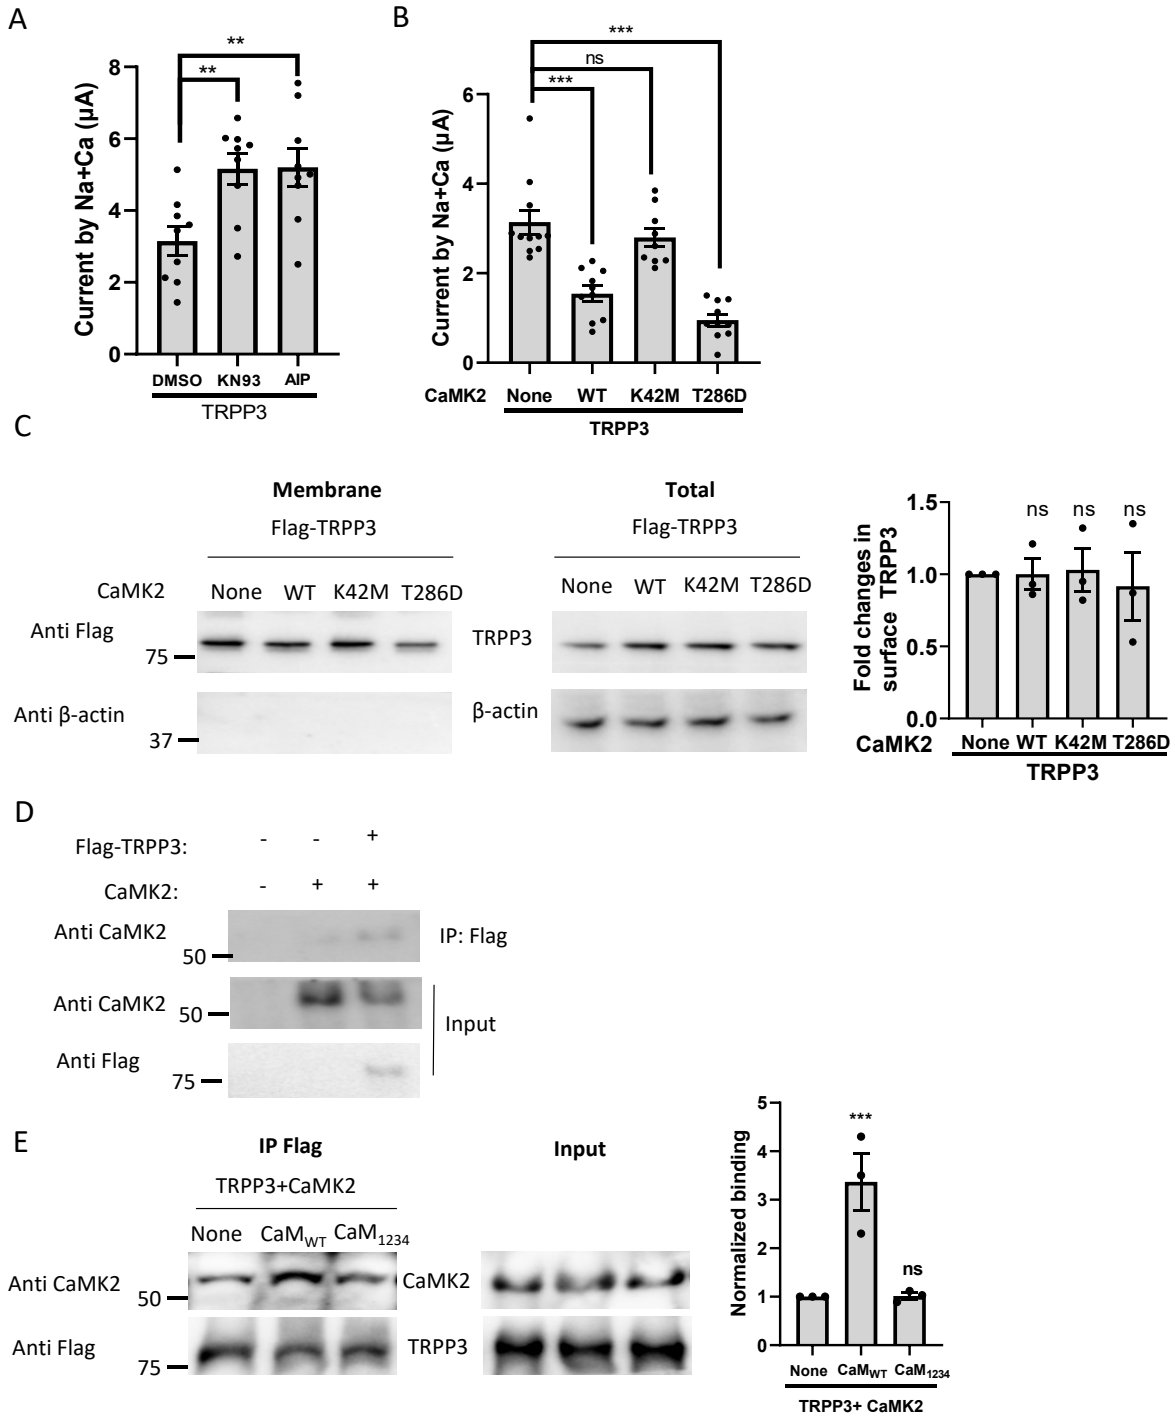 A
Current by Na+Ca (µA)
8
6
4
2
0
**
**
DMSO KN93 AIP
TRPP3
B
Current by Na+Ca (µA)
6
4
2
0
***
ns
***
CaMK2 None WT K42M T286D
TRPP3
C
Membrane
Flag-TRPP3
CaMK2 None WT K42M T286D
Anti Flag
75
Anti β-actin
37
Total
Flag-TRPP3
None WT K42M T286D
TRPP3
β-actin
Fold changes in
surface TRPP3
1.5
1.0
0.5
0.0
ns ns ns
CaMK2 None WT K42M T286D
TRPP3
D
Flag-TRPP3: - - +
CaMK2: - + +
Anti CaMK2
50
IP: Flag
Anti CaMK2
50
Input
Anti Flag
75
E
IP Flag
TRPP3+CaMK2
None CaMWT CaM1234
Anti CaMK2
50
Anti Flag
75
Input
CaMK2
TRPP3
Normalized binding
5
4
3
2
1
0
***
ns
None CaMWT CaM1234
TRPP3+ CaMK2